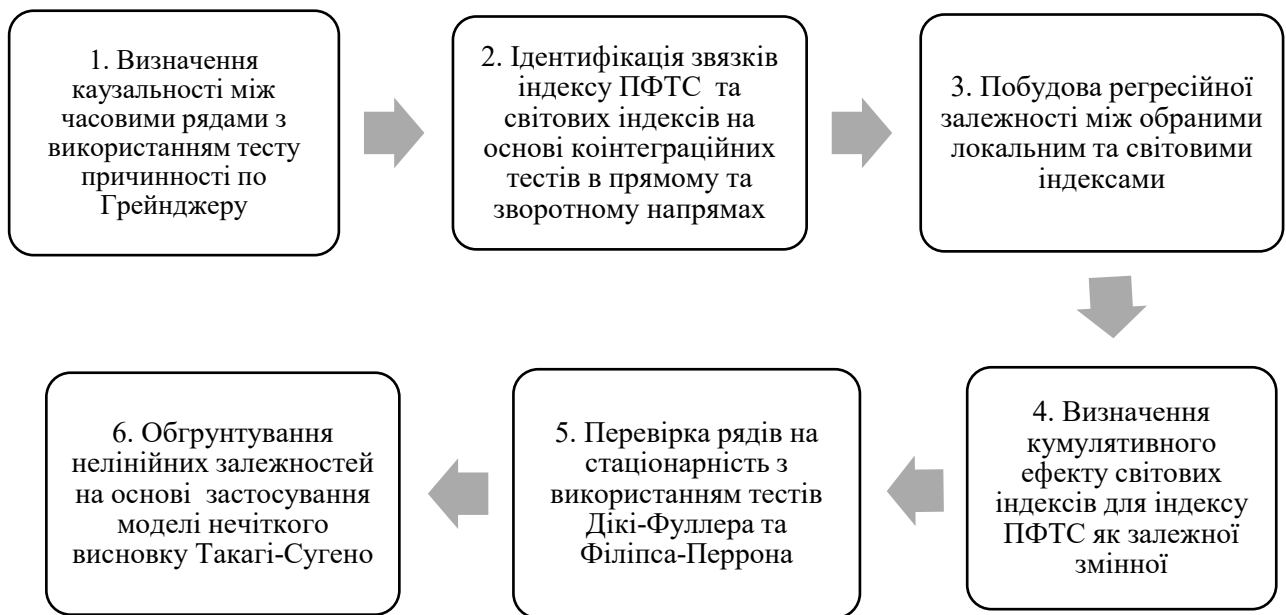 1. Визначення
каузальності між
часовими рядами з
використанням тесту
причинності по
Грейнджеру
2. Ідентифікація звязків
індексу ПФТС та
світових індексів на
основі коінтеграційних
тестів в прямому та
зворотному напрямах
3. Побудова регресійної
залежності між обраними
локальним та світовими
індексами
4. Визначення
кумулятивного
ефекту світових
індексів для індексу
ПФТС як залежної
змінної
5. Перевірка рядів на
стаціонарність з
використанням тестів
Дікі-Фуллера та
Філіпса-Перрона
6. Обгрунтування
нелінійних залежностей
на основі застосування
моделі нечіткого
висновку Такагі-Сугено